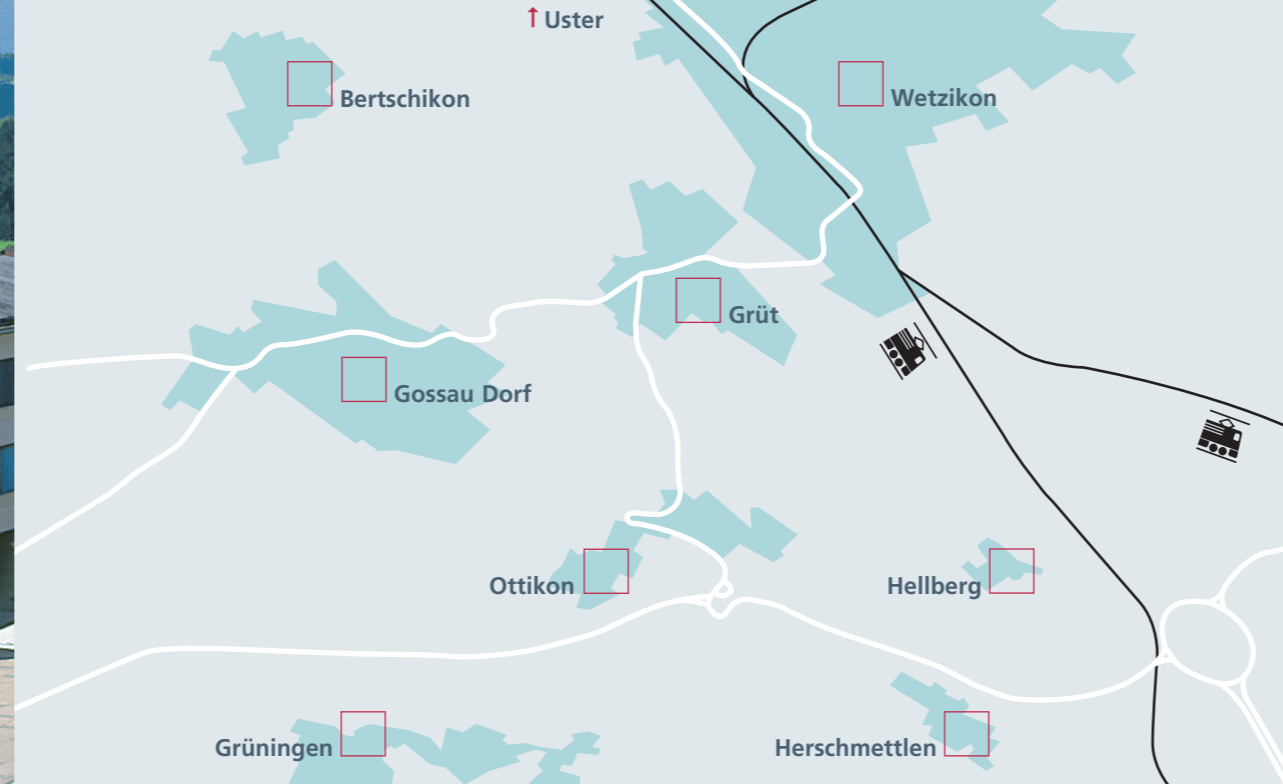 ↑ Uster
Bertschikon
Wetzikon
Grüt
Gossau Dorf
Ottikon
Hellberg
Grüningen
Herschmettlen